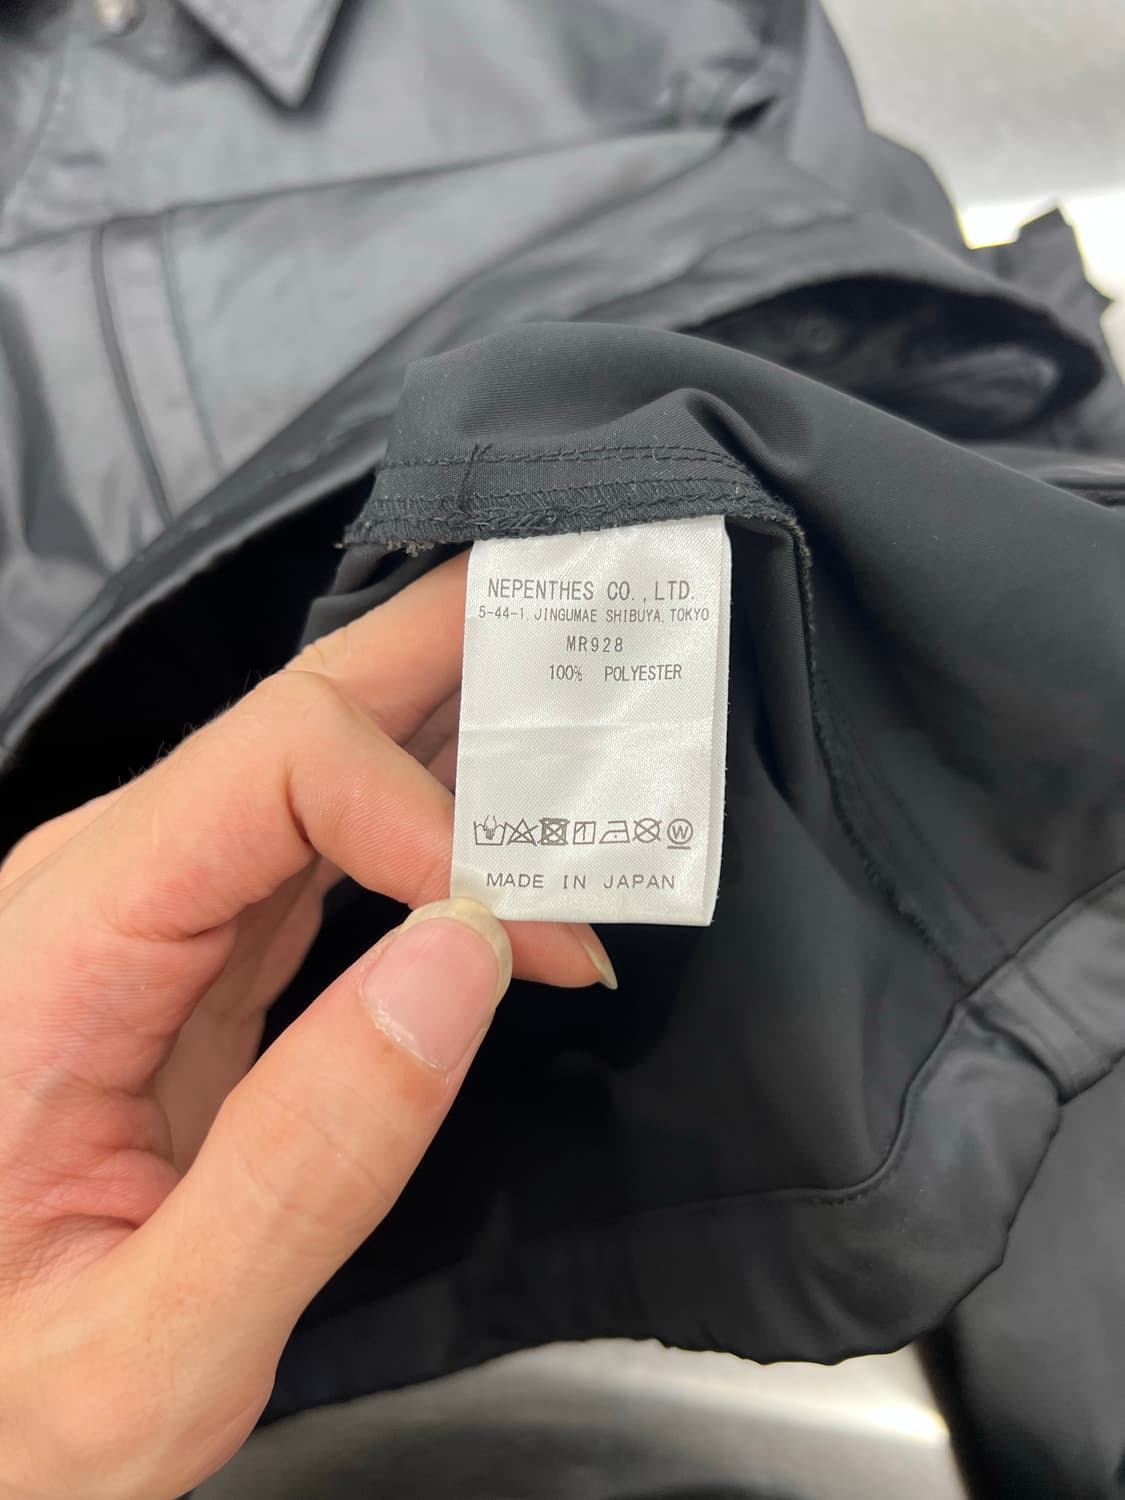 NEPENTHES CO.,LTD.
5-44-1, JINGUMAE SHIBUYA, TOKYO
MR928
100% POLYESTER
W
MADE IN JAPAN